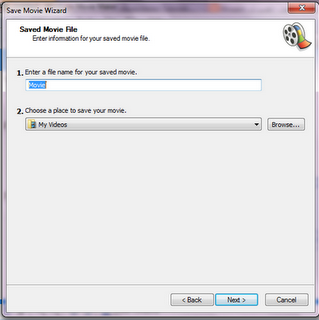 Save Movie Wizard
Saved Movie File
Enter information for your saved movie file.
1. Enter a file name for your saved movie.
Movie
2. Choose a place to save your movie.
My Videos
Browse...
< Back
Next >
Cancel